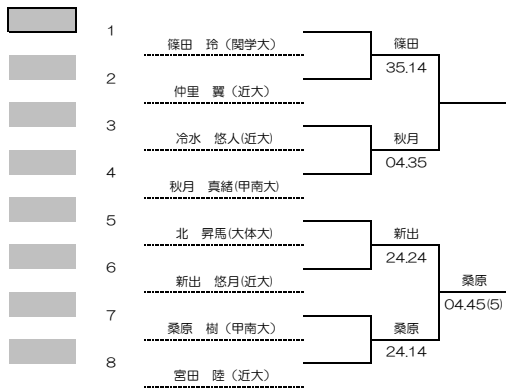 1
篠田　玲（関学大）
篠田
35.14
2
仲里　翼（近大）
3
冷水　悠人(近大)
秋月
04.35
4
秋月　真緒(甲南大)
5
北　昇馬(大体大)
新出
24.24
6
新出　悠月(近大)
桑原
04.45(5)
7
桑原　樹（甲南大）
桑原
24.14
8
宮田　陸（近大）